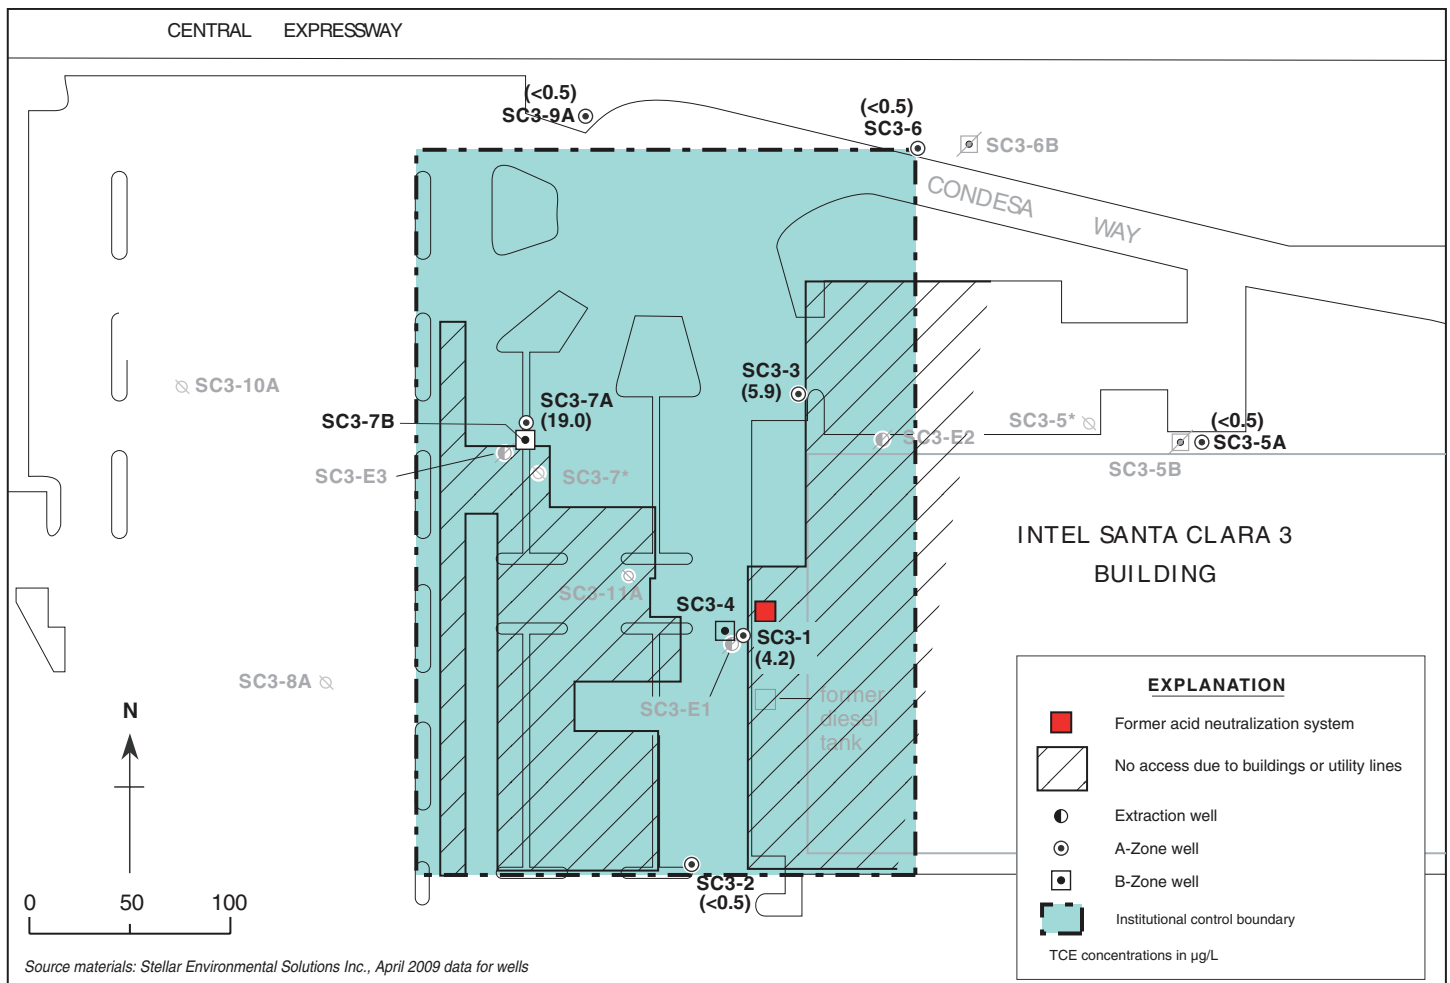 CENTRAL EXPRESSWAY
(<0.5)
SC3-9A
(<0.5)
SC3-6
SC3-6B
CONDESA WAY
SC3-10A
SC3-3
(5.9)
SC3-7A
(19.0)
SC3-7B
SC3-E2
SC3-5*
(<0.5)
SC3-5A
SC3-5B
SC3-E3
SC3-7*
INTEL SANTA CLARA 3
BUILDING
SC3-11A
SC3-4
SC3-1
(4.2)
SC3-8A
SC3-E1
former
diesel
tank
N
SC3-2
(<0.5)
0 50 100
EXPLANATION
Former acid neutralization system
No access due to buildings or utility lines
Extraction well
A-Zone well
B-Zone well
Institutional control boundary
TCE concentrations in µg/L
Source materials: Stellar Environmental Solutions Inc., April 2009 data for wells